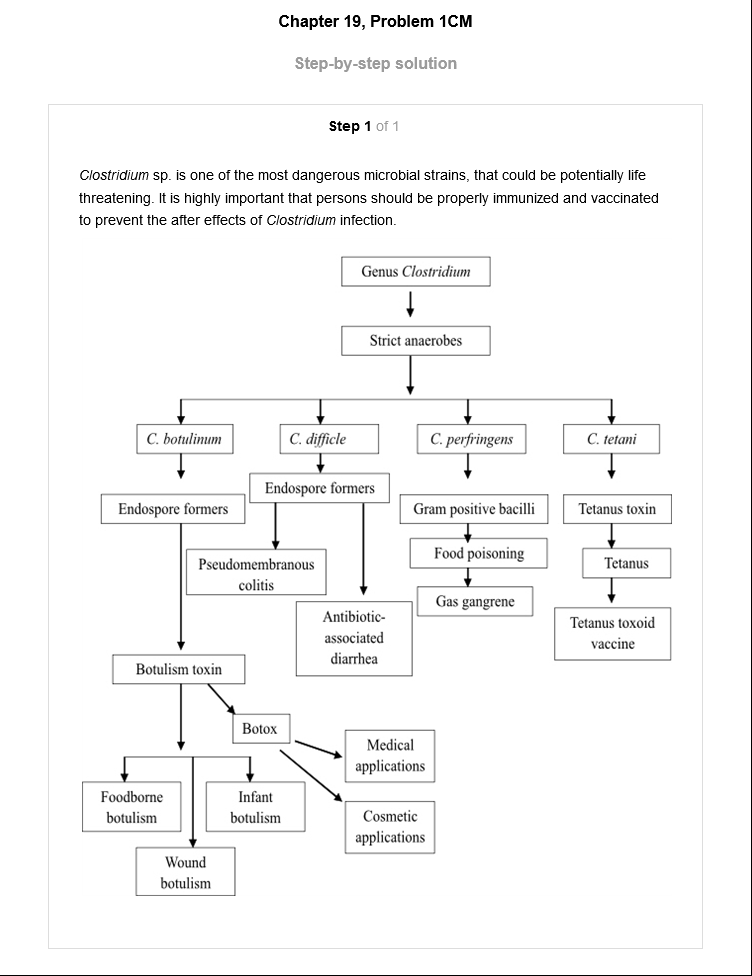 Chapter 19, Problem 1CM
Step-by-step solution
Step 1 of 1
Clostridium sp. is one of the most dangerous microbial strains, that could be potentially life
threatening. It is highly important that persons should be properly immunized and vaccinated
to prevent the after effects of Clostridium infection.
Genus Clostridium
Strict anaerobes
C. botulinum
C. difficle
C. perfringens
C. tetani
Endospore formers
Endospore formers
Gram positive bacilli
Tetanus toxin
Pseudomembranous
colitis
Food poisoning
Tetanus
Gas gangrene
Antibiotic-
associated
diarrhea
Tetanus toxoid
vaccine
Botulism toxin
Botox
Medical
applications
Foodborne
botulism
Infant
botulism
Cosmetic
applications
Wound
botulism